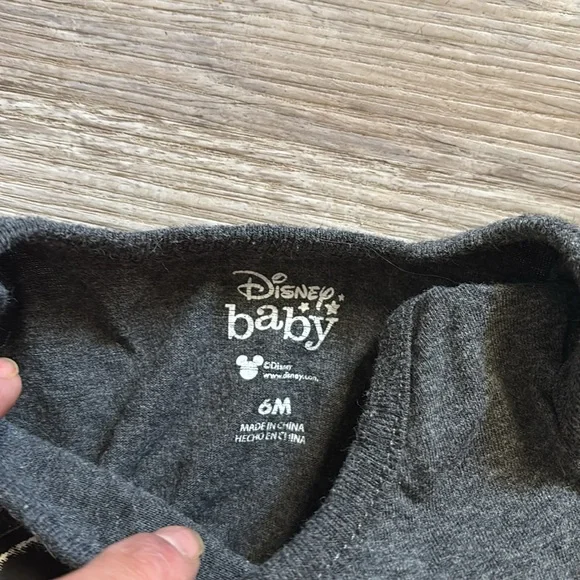 Disney
baby
©Disney
www.disney.com
6M
MADE IN CHINA
HECHO EN CHINA